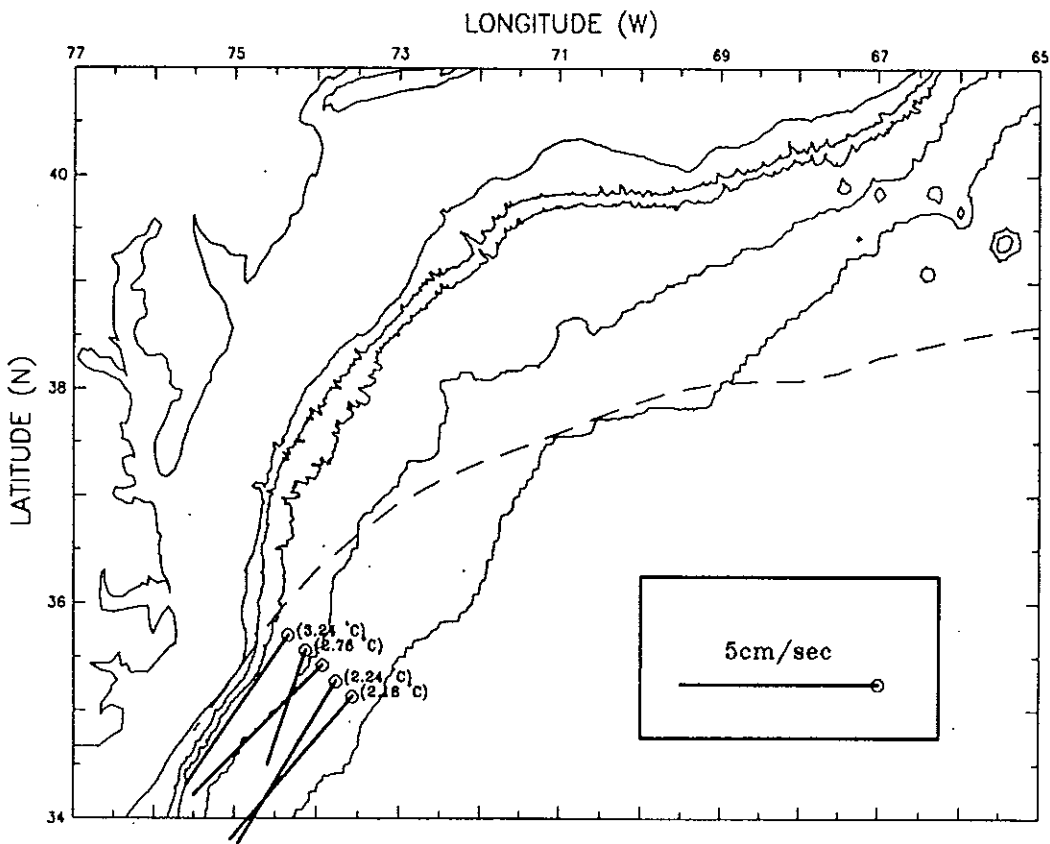 LONGITUDE (W)
77 75 73 71 69 67 65
LATITUDE (N)
40
38
36
34
(3.24 °C)
(2.76 °C)
(2.24 °C)
(2.16 °C)
5cm/sec